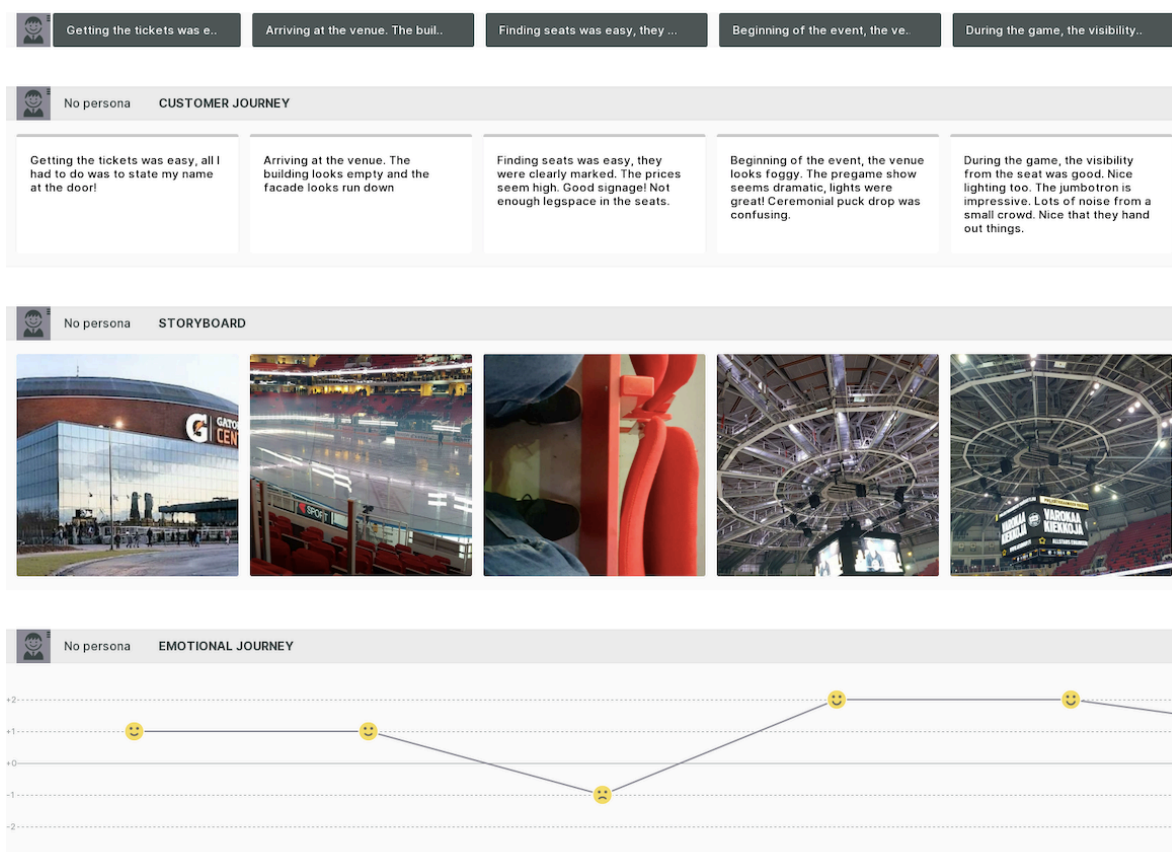 Getting the tickets was e..
Arriving at the venue. The buil..
Finding seats was easy, they ...
Beginning of the event, the ve..
During the game, the visibility..
No persona
CUSTOMER JOURNEY
Getting the tickets was easy, all I
had to do was to state my name
at the door!
Arriving at the venue. The
building looks empty and the
facade looks run down
Finding seats was easy, they
were clearly marked. The prices
seem high. Good signage! Not
enough legspace in the seats.
Beginning of the event, the venue
looks foggy. The pregame show
seems dramatic, lights were
great! Ceremonial puck drop was
confusing.
During the game, the visibility
from the seat was good. Nice
lighting too. The jumbotron is
impressive. Lots of noise from a
small crowd. Nice that they hand
out things.
No persona
STORYBOARD
G
GATO
CEN
SPORT
VAROKAA
KIEKKOJA
VAROKAA
KIEKKOJA
No persona
EMOTIONAL JOURNEY
+2
+1
+0
-1
-2